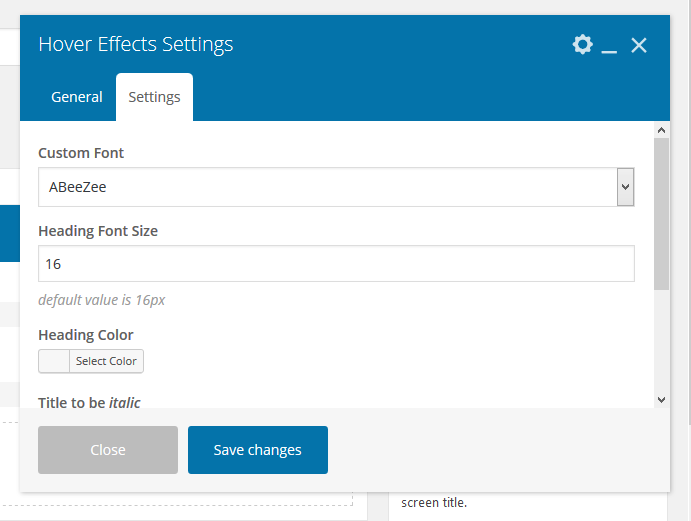 Hover Effects Settings
General Settings
Custom Font
ABeeZee
Heading Font Size
16
default value is 16px
Heading Color
Select Color
Title to be italic
Close Save changes
screen title.